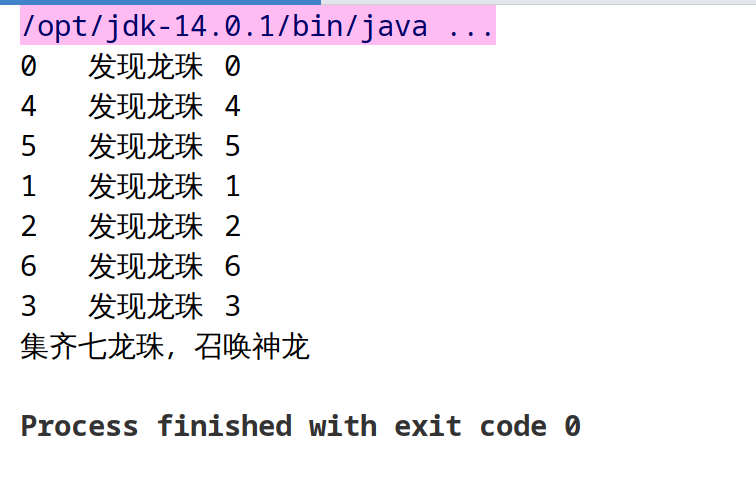 /opt/jdk-14.0.1/bin/java ...
0 发现龙珠 0
4 发现龙珠 4
5 发现龙珠 5
1 发现龙珠 1
2 发现龙珠 2
6 发现龙珠 6
3 发现龙珠 3
集齐七龙珠, 召唤神龙
Process finished with exit code 0